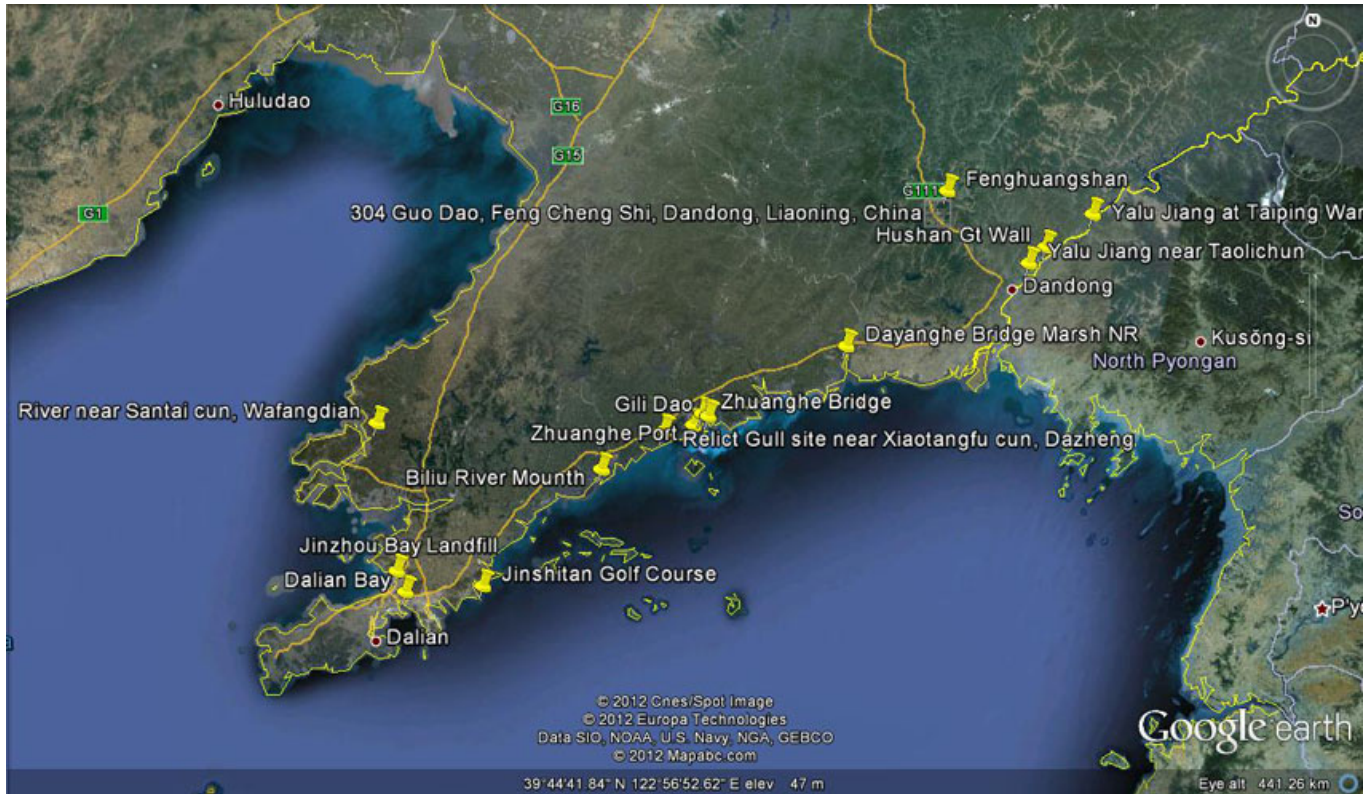 N
Huludao
G16
G15
G1
G111
Fenghuangshan
304 Guo Dao, Feng Cheng Shi, Dandong, Liaoning, China
Yalu Jiang at Taiping Wan
Hushan Gt Wall
Yalu Jiang near Taolichun
Dandong
Dayanghe Bridge Marsh NR
Kusŏng-si
North Pyongan
River near Santai cun, Wafangdian
Gili Dao
Zhuanghe Bridge
Zhuanghe Port
Relict Gull site near Xiaotangfu cun, Dazheng
Biliu River Mounth
So
Jinzhou Bay Landfill
Dalian Bay
Jinshitan Golf Course
P'y
Dalian
© 2012 Cnes/Spot Image
© 2012 Europa Technologies
Data SIO, NOAA, U.S. Navy, NGA, GEBCO
© 2012 Mapabc.com
Google earth
39°44'41.84" N 122°56'52.62" E elev 47 m
Eye alt 441.26 km